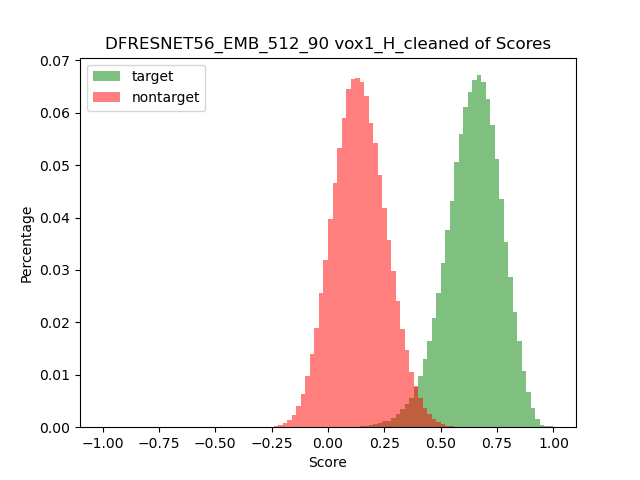 DFRESNET56_EMB_512_90 vox1_H_cleaned of Scores
target
nontarget
Percentage
0.07
0.06
0.05
0.04
0.03
0.02
0.01
0.00
−1.00 −0.75 −0.50 −0.25 0.00 0.25 0.50 0.75 1.00
Score